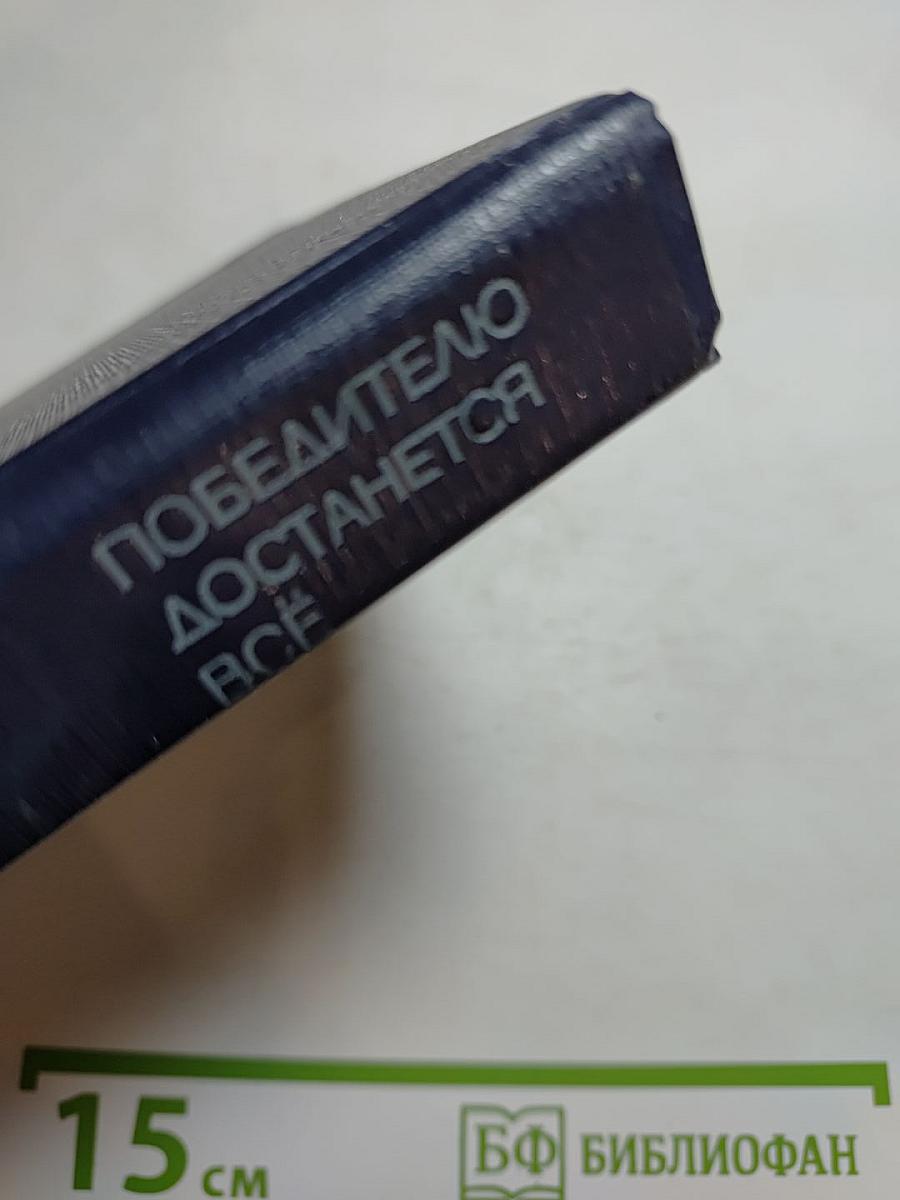 ПОБЕДИТЕЛЮ
ДОСТАНЕТСЯ
ВСЁ
15 см
БФ БИБЛИОФАН